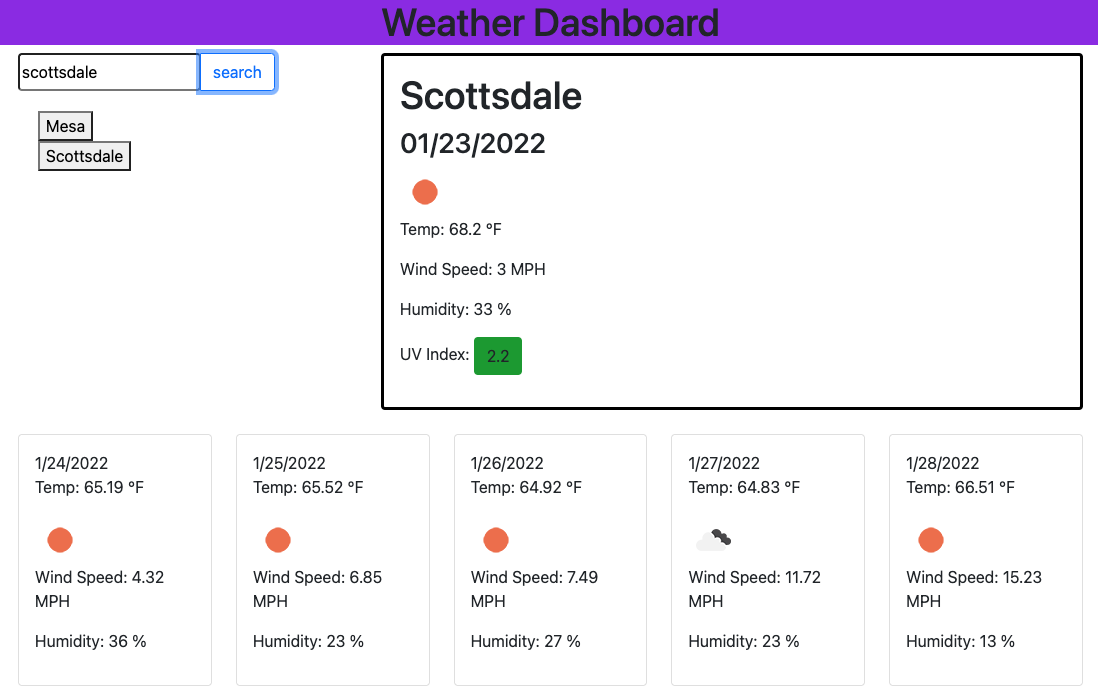 Weather Dashboard
scottsdale
search
Mesa
Scottsdale
Scottsdale
01/23/2022
Temp: 68.2 °F
Wind Speed: 3 MPH
Humidity: 33 %
UV Index: 2.2
1/24/2022
Temp: 65.19 °F
Wind Speed: 4.32
MPH
Humidity: 36 %
1/25/2022
Temp: 65.52 °F
Wind Speed: 6.85
MPH
Humidity: 23 %
1/26/2022
Temp: 64.92 °F
Wind Speed: 7.49
MPH
Humidity: 27 %
1/27/2022
Temp: 64.83 °F
Wind Speed: 11.72
MPH
Humidity: 23 %
1/28/2022
Temp: 66.51 °F
Wind Speed: 15.23
MPH
Humidity: 13 %